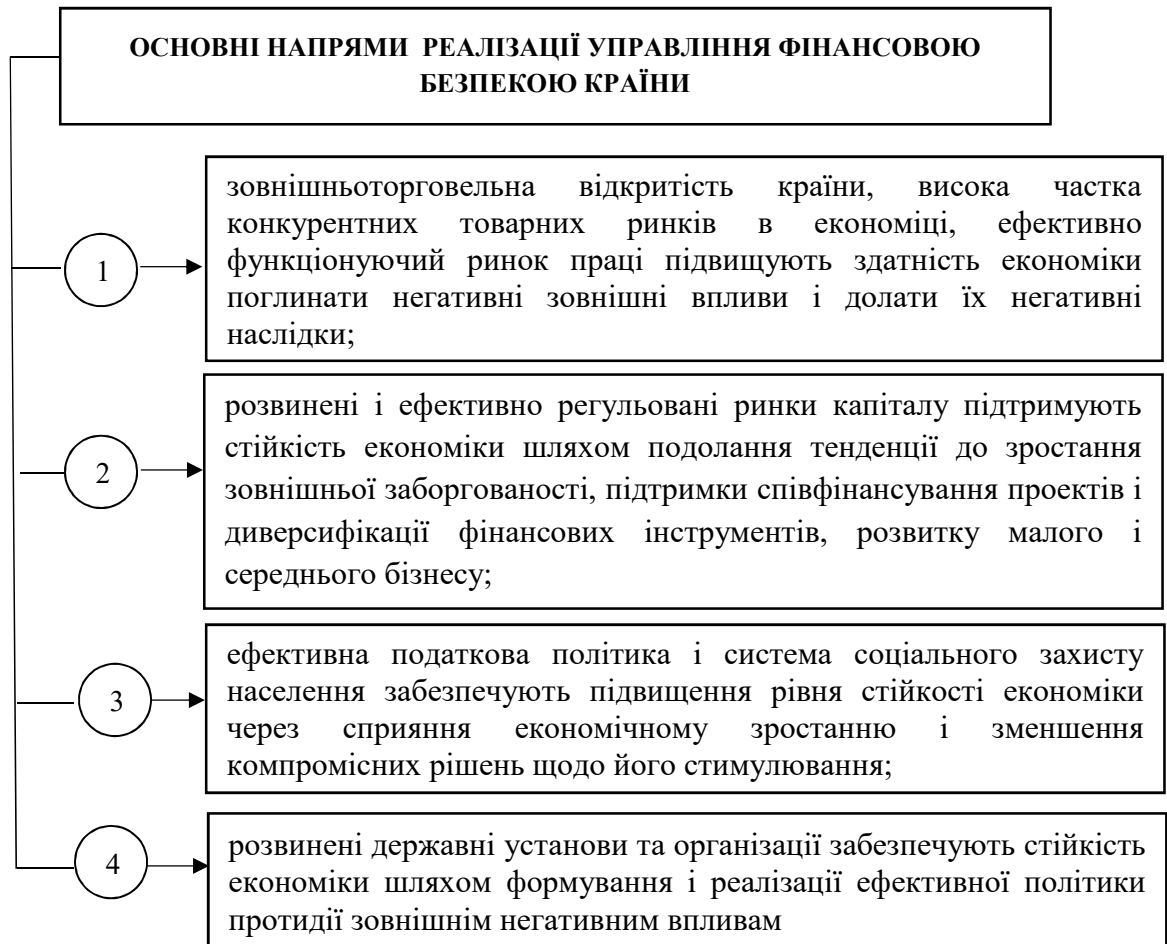 ОСНОВНІ НАПРЯМИ РЕАЛІЗАЦІЇ УПРАВЛІННЯ ФІНАНСОВОЮ
БЕЗПЕКОЮ КРАЇНИ
1
зовнішньоторговельна відкритість країни, висока частка
конкурентних товарних ринків в економіці, ефективно
функціонуючий ринок праці підвищують здатність економіки
поглинати негативні зовнішні впливи і долати їх негативні
наслідки;
2
розвинені і ефективно регульовані ринки капіталу підтримують
стійкість економіки шляхом подолання тенденції до зростання
зовнішньої заборгованості, підтримки співфінансування проектів і
диверсифікації фінансових інструментів, розвитку малого і
середнього бізнесу;
3
ефективна податкова політика і система соціального захисту
населення забезпечують підвищення рівня стійкості економіки
через сприяння економічному зростанню і зменшення
компромісних рішень щодо його стимулювання;
4
розвинені державні установи та організації забезпечують стійкість
економіки шляхом формування і реалізації ефективної політики
протидії зовнішнім негативним впливам